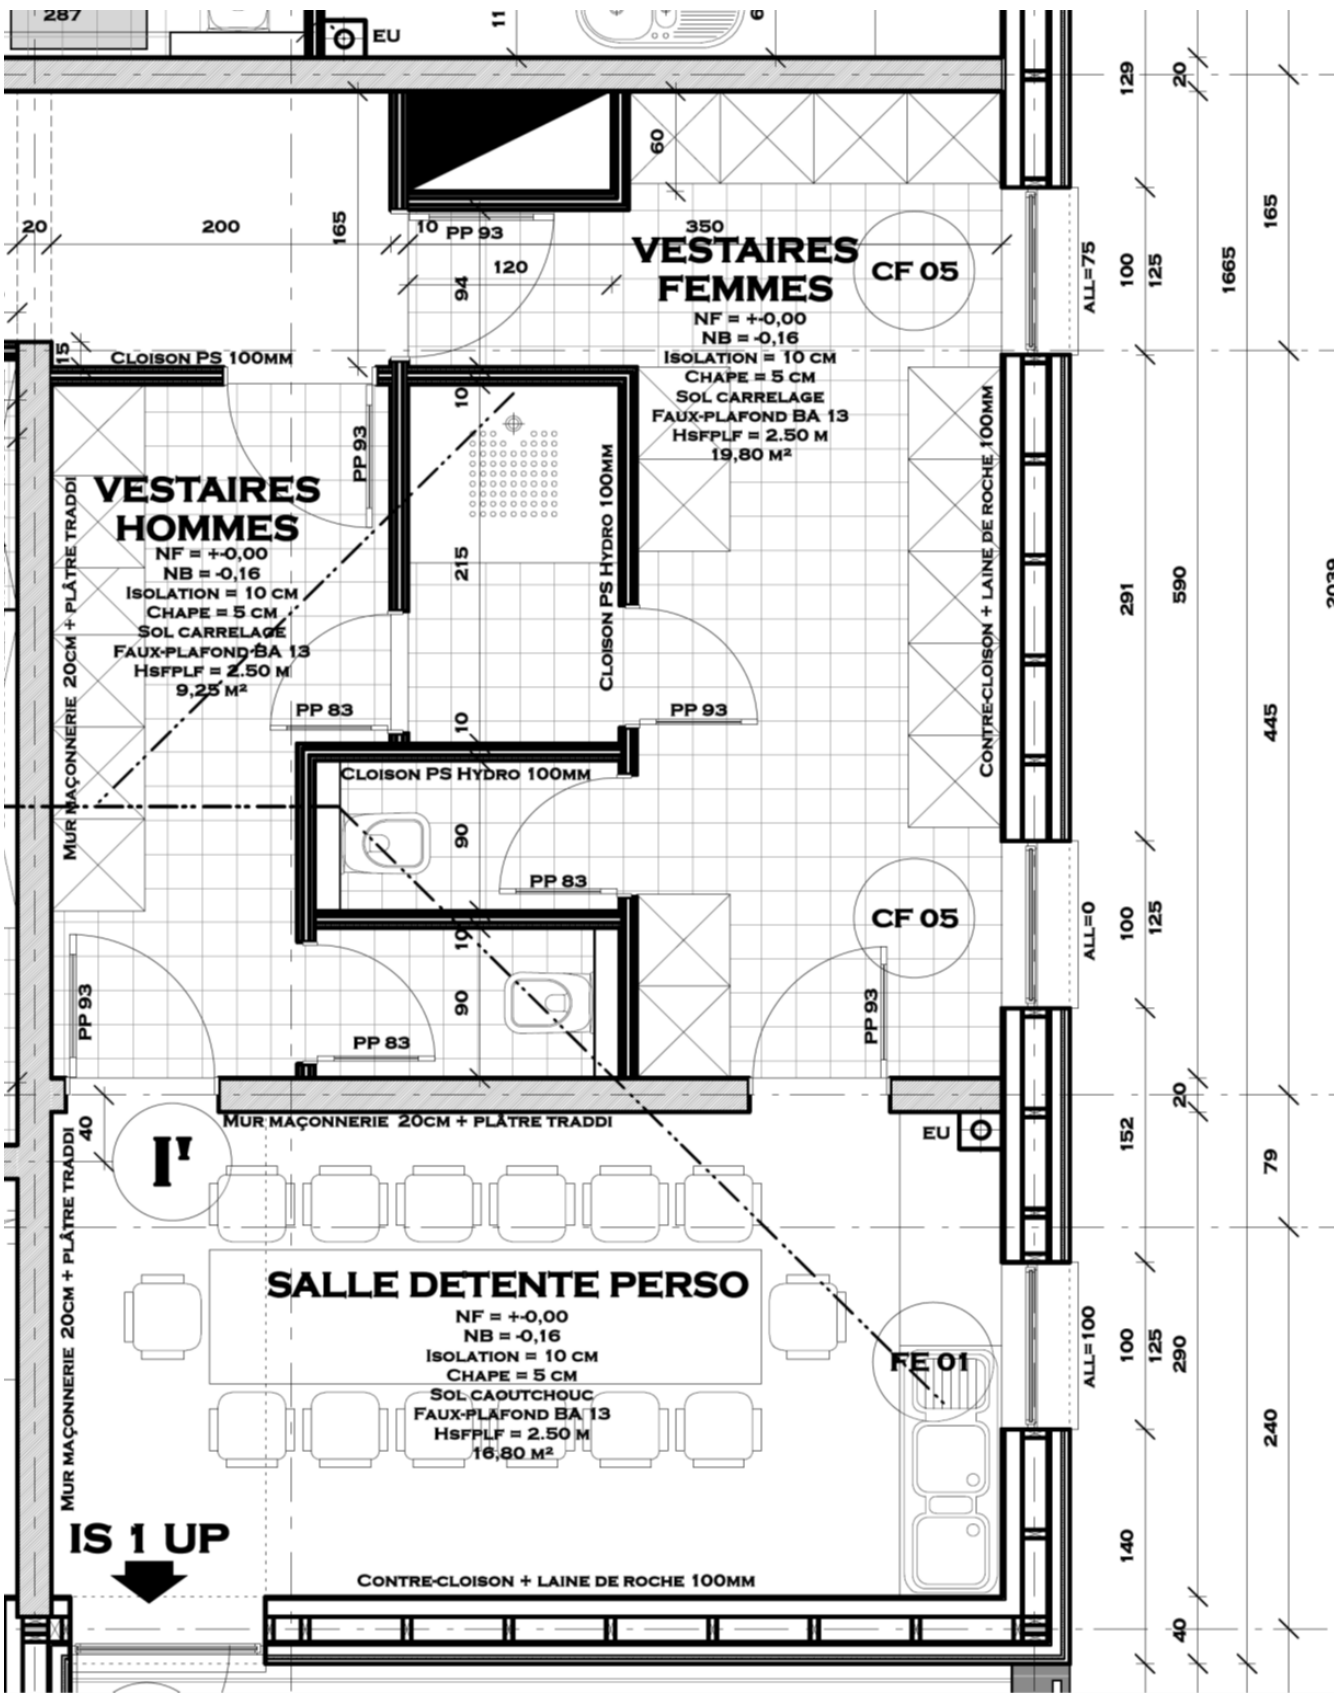 287
EU
11
6
129
20
60
20
200
165
10
PP 93
350
120
94
VESTAIRES
FEMMES
NF = +-0,00
NB = -0,16
ISOLATION = 10 CM
CHAPE = 5 CM
SOL CARRELAGE
FAUX-PLAFOND BA 13
HSFPLF = 2.50 M
19,80 M²
CF 05
ALL=75
100
125
165
1665
15
CLOISON PS 100MM
10
PP 93
VESTAIRES
HOMMES
NF = +-0,00
NB = -0,16
ISOLATION = 10 CM
CHAPE = 5 CM
SOL CARRELAGE
FAUX-PLAFOND BA 13
HSFPLF = 2.50 M
9,25 M²
MUR MAÇONNERIE 20CM + PLÂTRE TRADDI
215
CLOISON PS HYDRO 100MM
CONTRE-CLOISON + LAINE DE ROCHE 100MM
291
590
2039
445
PP 83
10
PP 93
CLOISON PS HYDRO 100MM
90
PP 83
CF 05
ALL=0
100
125
10
PP 93
90
PP 83
PP 93
MUR MAÇONNERIE 20CM + PLÂTRE TRADDI
EU
20
152
79
40
I'
MUR MAÇONNERIE 20CM + PLÂTRE TRADDI
SALLE DETENTE PERSO
NF = +-0,00
NB = -0,16
ISOLATION = 10 CM
CHAPE = 5 CM
SOL CAOUTCHOUC
FAUX-PLAFOND BA 13
HSFPLF = 2.50 M
16,80 M²
FE 01
ALL=100
100
125
290
240
IS 1 UP
CONTRE-CLOISON + LAINE DE ROCHE 100MM
140
40